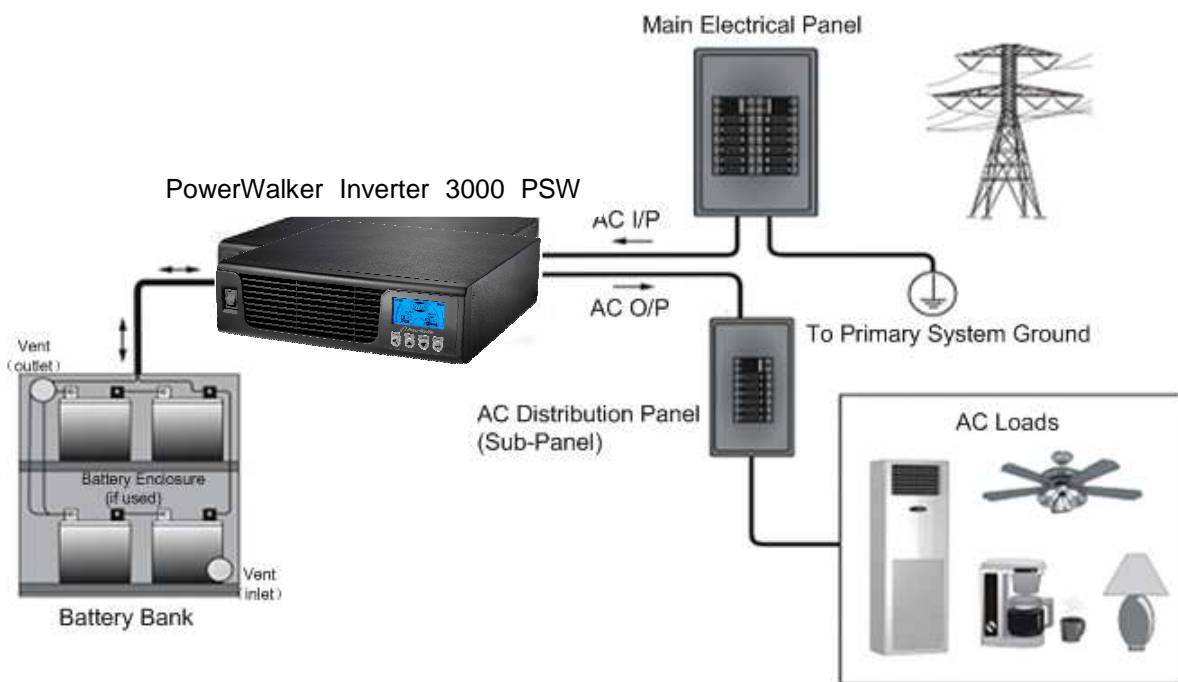 Main Electrical Panel
PowerWalker Inverter 3000 PSW
AC I/P
AC O/P
To Primary System Ground
Vent
(outlet)
AC Distribution Panel
(Sub-Panel)
AC Loads
Battery Enclosure
(if used)
Vent
(inlet)
Battery Bank